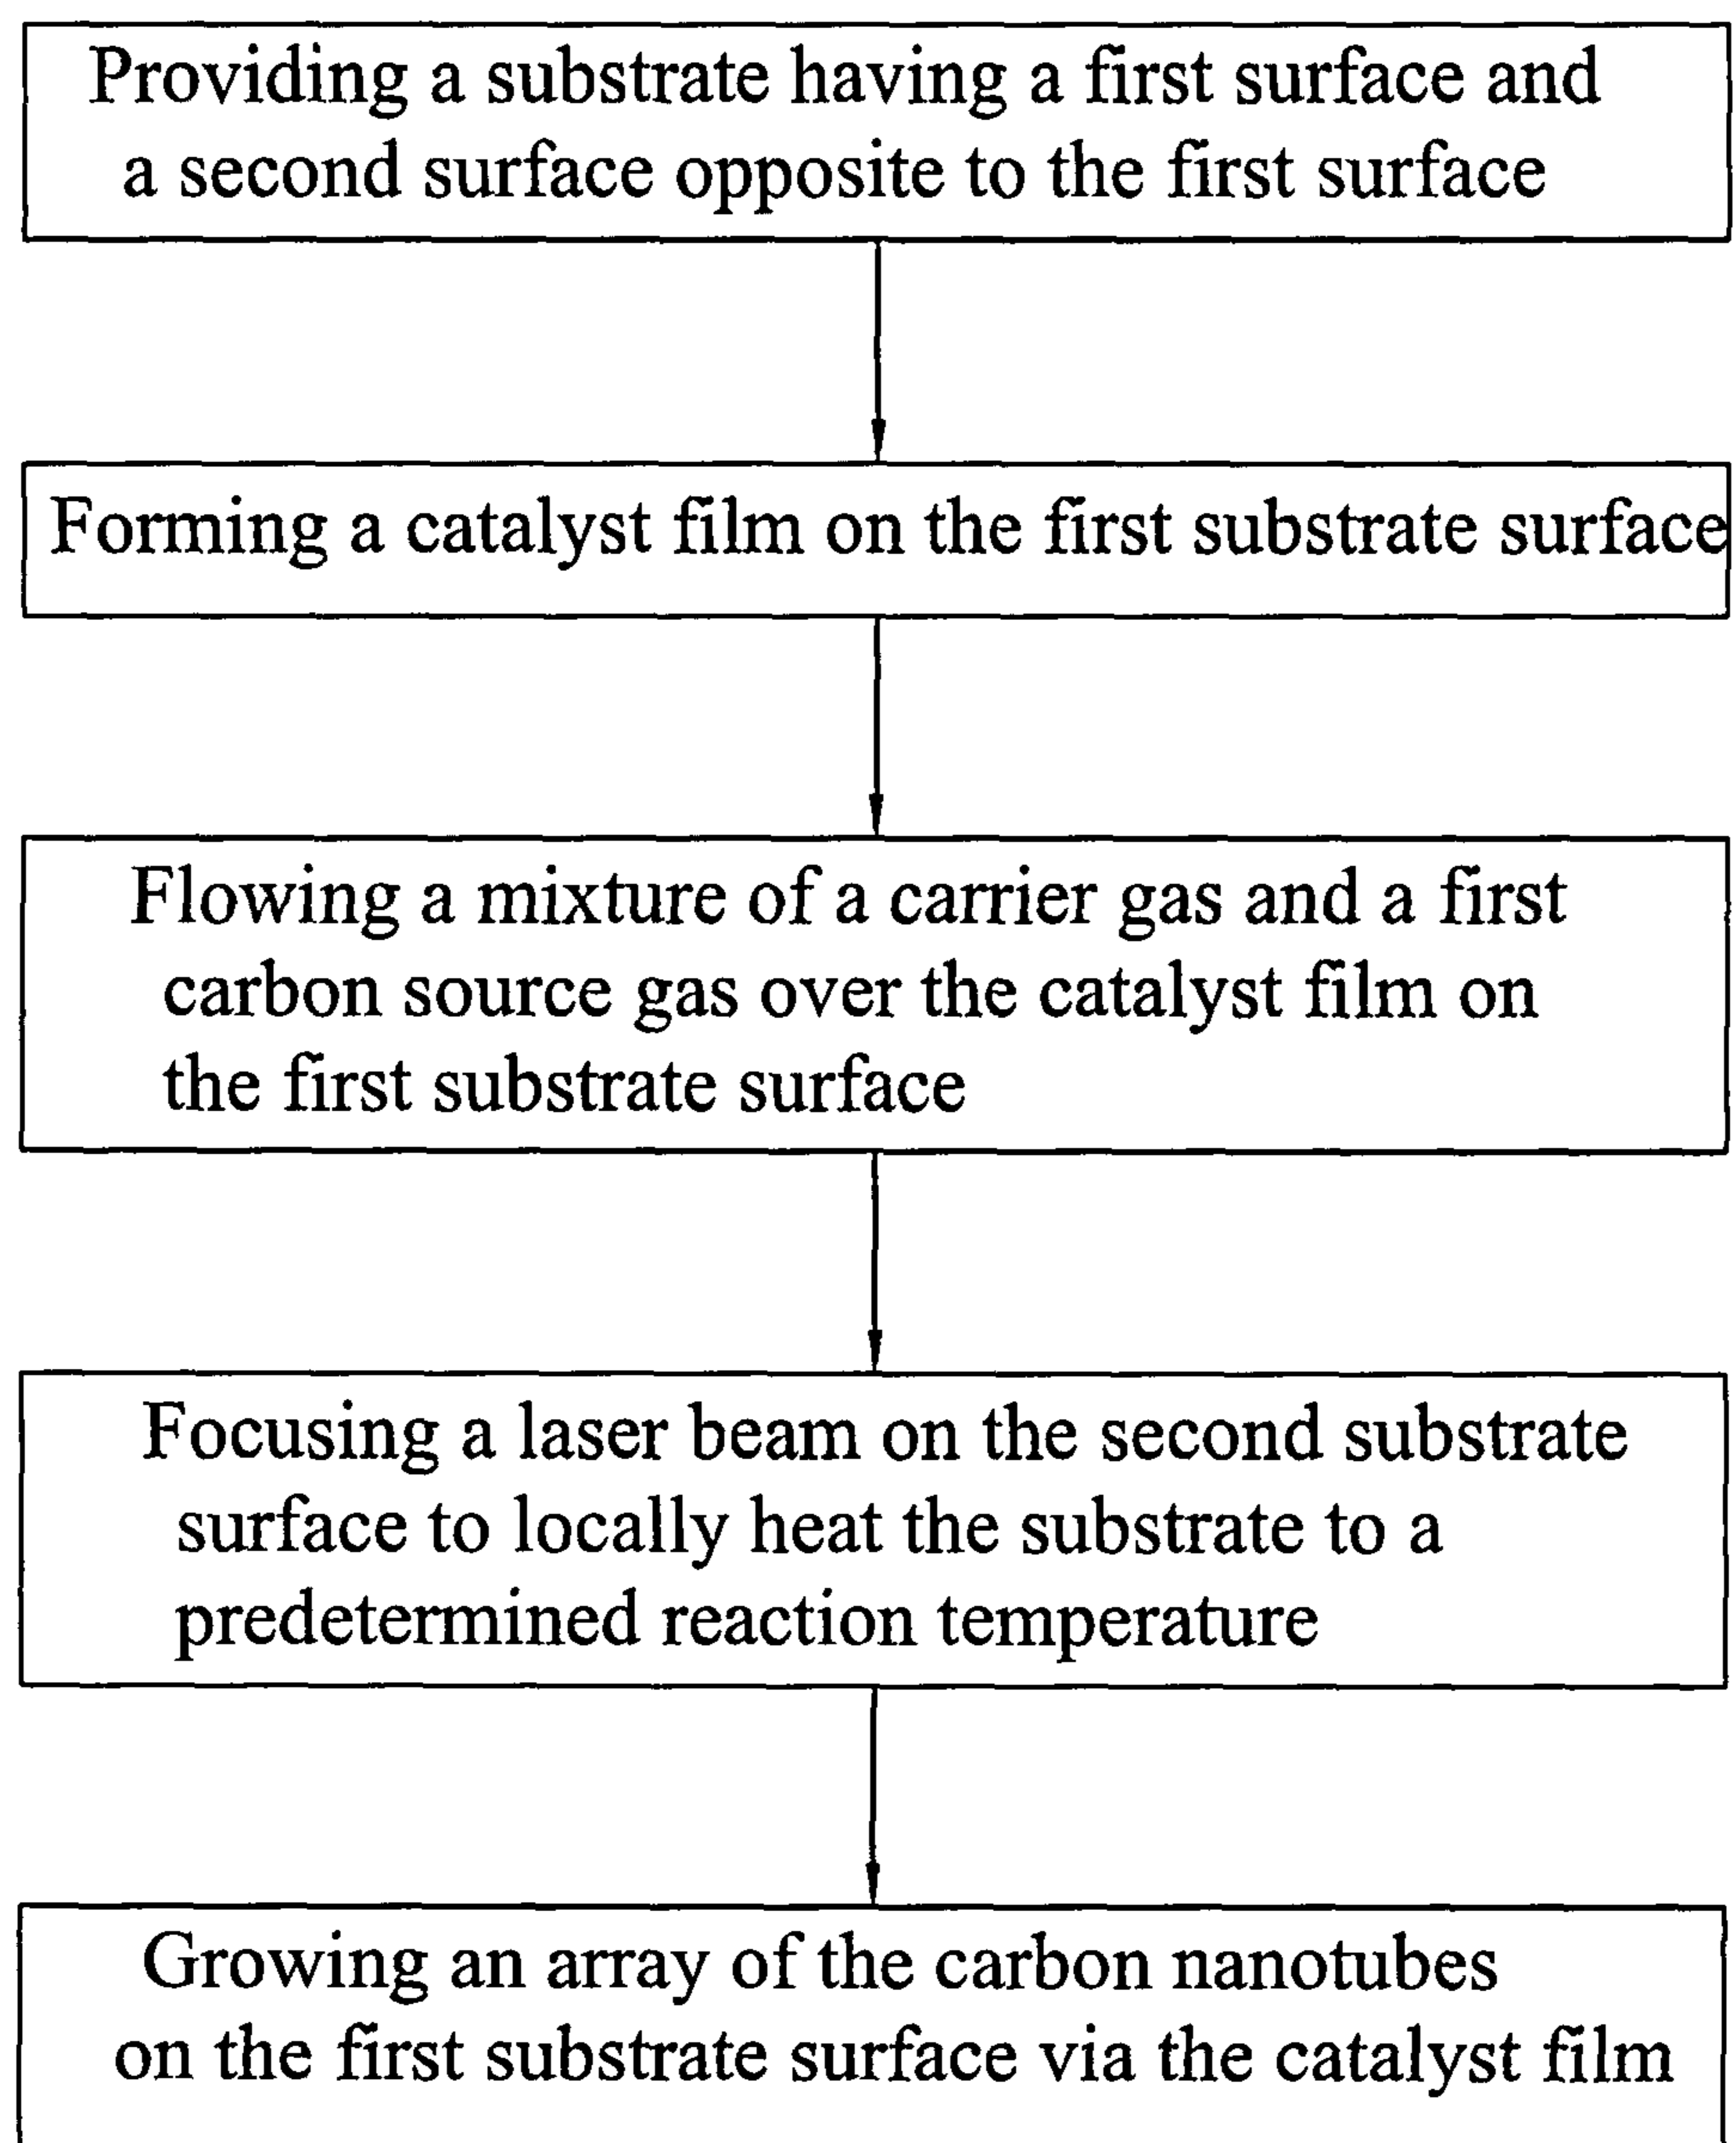 Providing a substrate having a first surface and
a second surface opposite to the first surface
Forming a catalyst film on the first substrate surface
Flowing a mixture of a carrier gas and a first
carbon source gas over the catalyst film on
the first substrate surface
Focusing a laser beam on the second substrate
surface to locally heat the substrate to a
predetermined reaction temperature
Growing an array of the carbon nanotubes
on the first substrate surface via the catalyst film